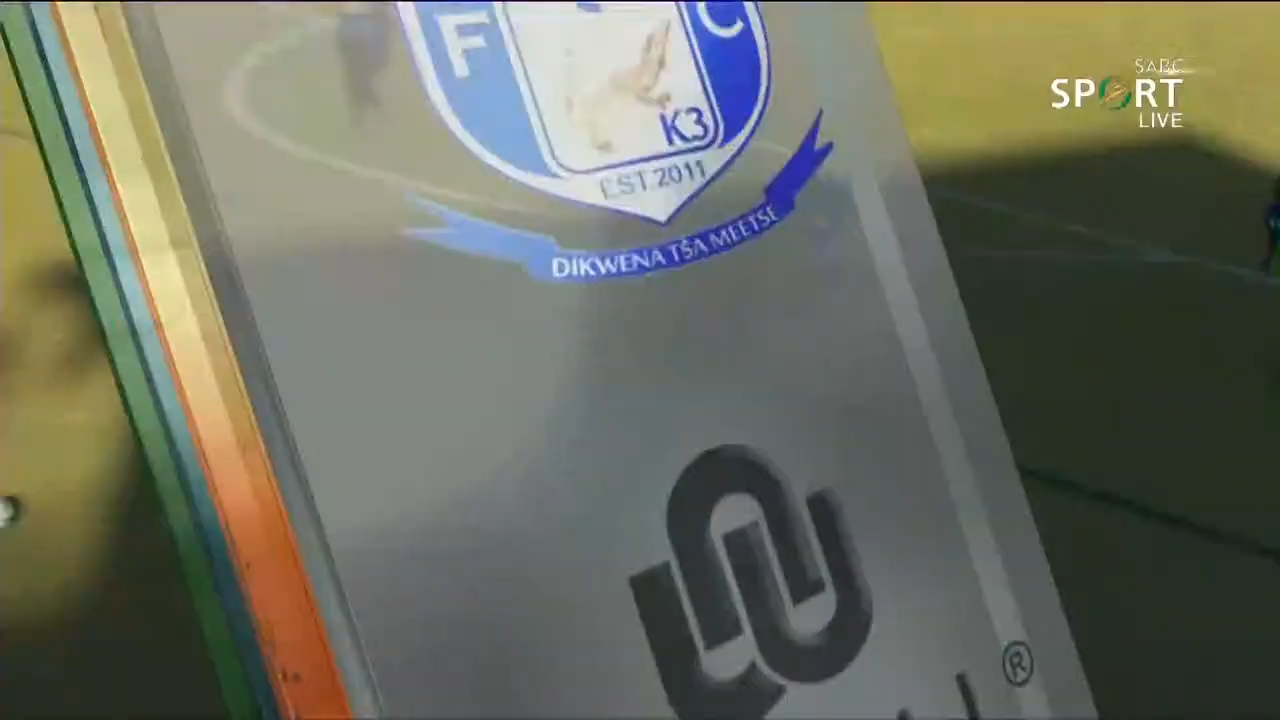 F C
K3
EST.2011
DIKWENA TŠA MEETSE
SABC
SPORT
LIVE
®